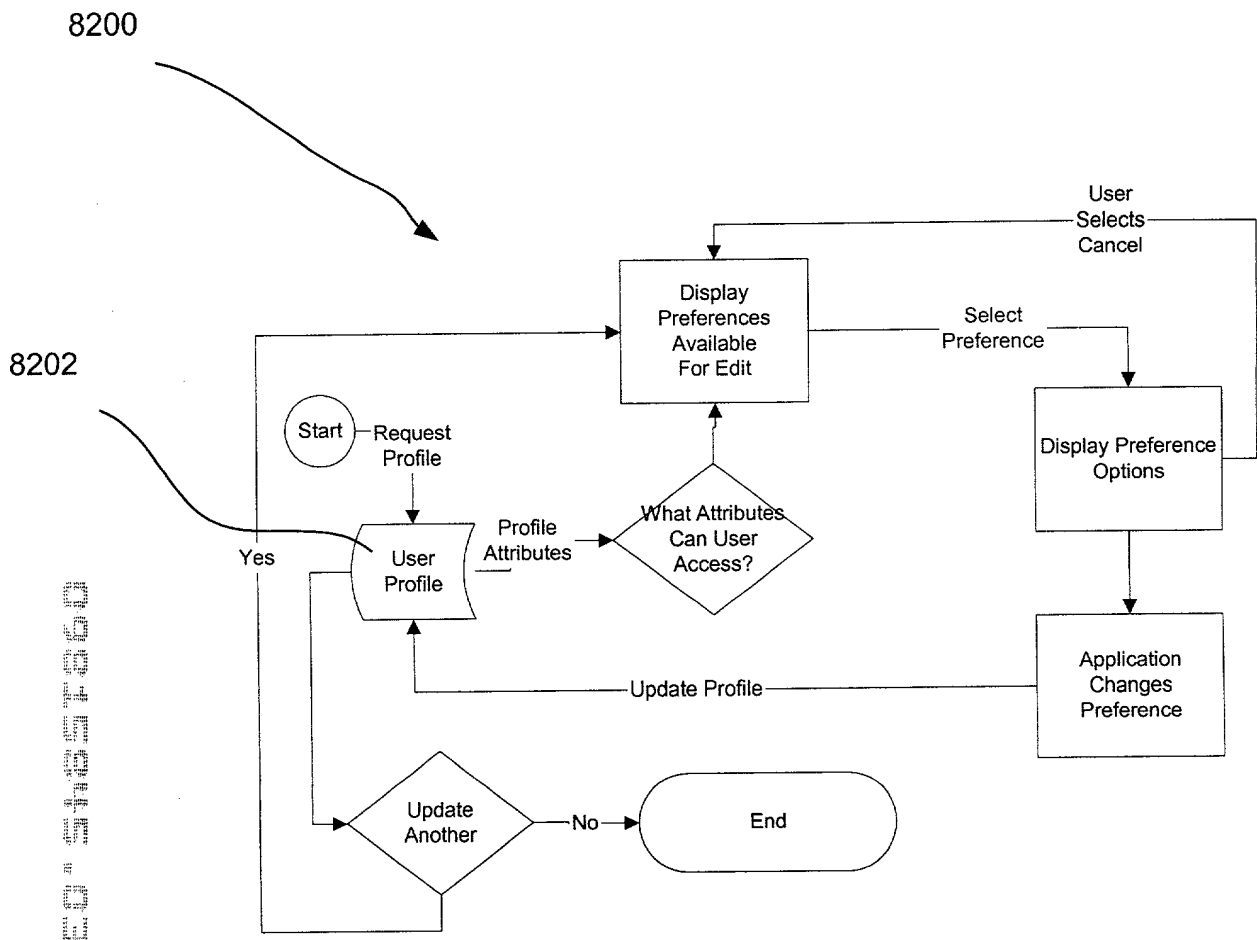 8200
User
Selects
Cancel
Display
Preferences
Available
For Edit
Select
Preference
8202
Start
Request
Profile
Display Preference
Options
What Attributes
Can User
Access?
Profile
Attributes
User
Profile
Yes
Application
Changes
Preference
Update Profile
Update
Another
No
End